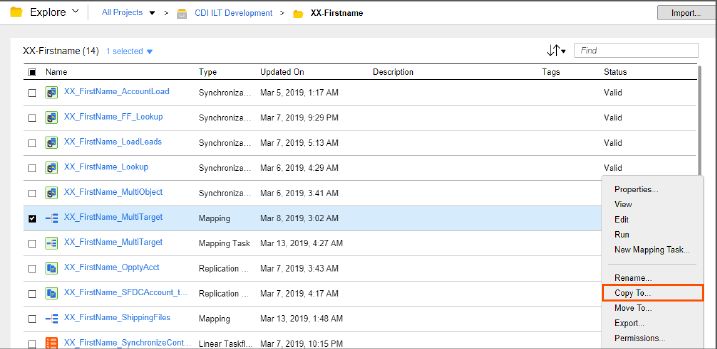 Explore All Projects > CDI ILT Development > XX-Firstname Import...
XX-Firstname (14) 1 selected Find
Name Type Updated On Description Tags Status
XX_FirstName_AccountLoad Synchroniza... Mar 5, 2019, 1:17 AM Valid
XX_FirstName_FF_Lookup Synchroniza... Mar 7, 2019, 9:29 PM Valid
XX_FirstName_LoadLeads Synchroniza... Mar 7, 2019, 5:13 AM Valid
XX_FirstName_Lookup Synchroniza... Mar 6, 2019, 4:29 AM Valid
XX_FirstName_MultiObject Synchroniza... Mar 6, 2019, 3:41 AM
XX_FirstName_MultiTarget Mapping Mar 8, 2019, 3:02 AM
XX_FirstName_MultiTarget Mapping Task Mar 13, 2019, 4:27 AM
XX_FirstName_OpptyAcct Replication ... Mar 7, 2019, 3:43 AM
XX_FirstName_SFDCAccount_t... Replication ... Mar 7, 2019, 4:17 AM
XX_FirstName_ShippingFiles Mapping Mar 13, 2019, 1:48 AM
XX_FirstName_SynchronizeCont... Linear Taskfl... Mar 7, 2019, 10:15 PM
Properties...
View
Edit
Run
New Mapping Task...
Rename...
Copy To...
Move To...
Export...
Permissions...